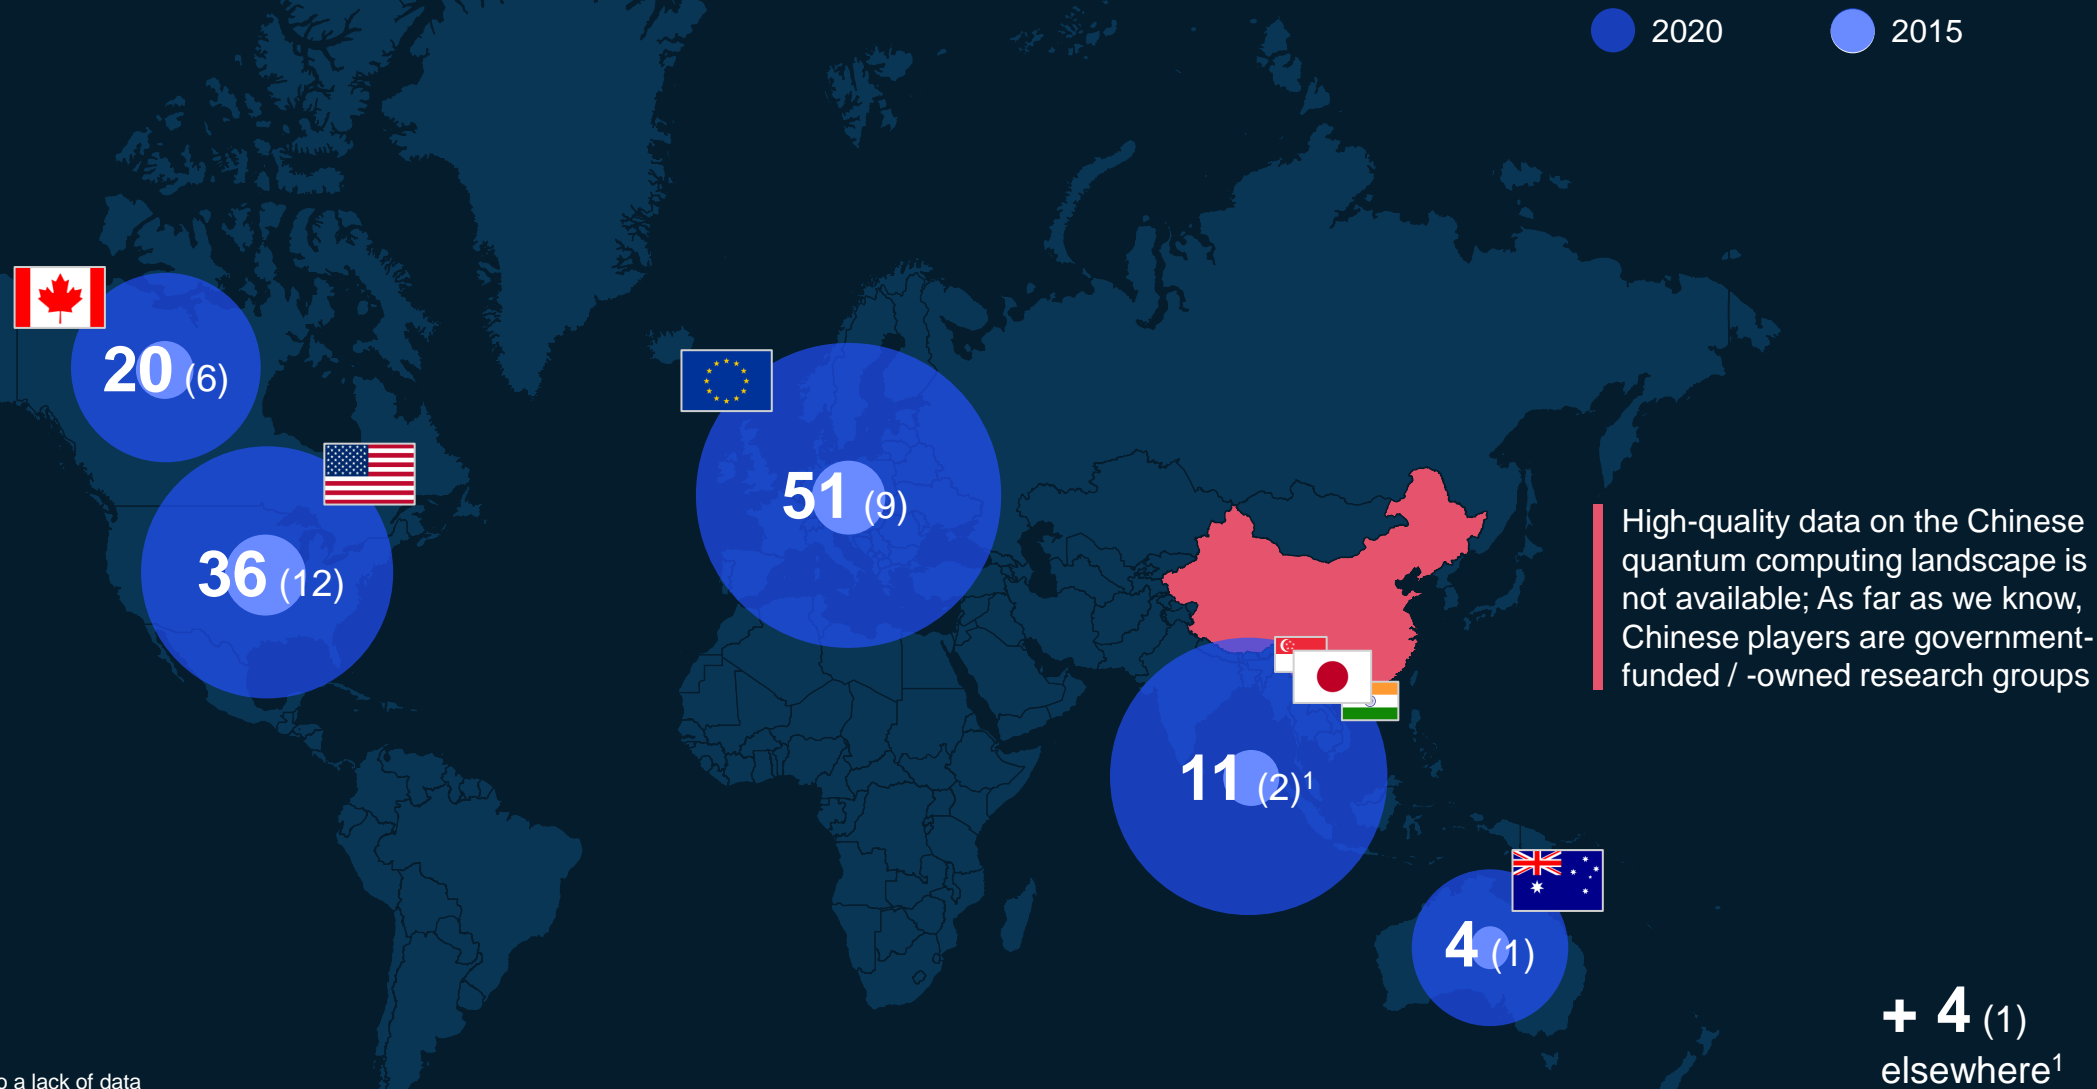 2020
2015
20 (6)
36 (12)
51 (9)
High-quality data on the Chinese
quantum computing landscape is
not available; As far as we know,
Chinese players are government-
funded / -owned research groups
11 (2)¹
4 (1)
+ 4 (1)
elsewhere¹
a lack of data